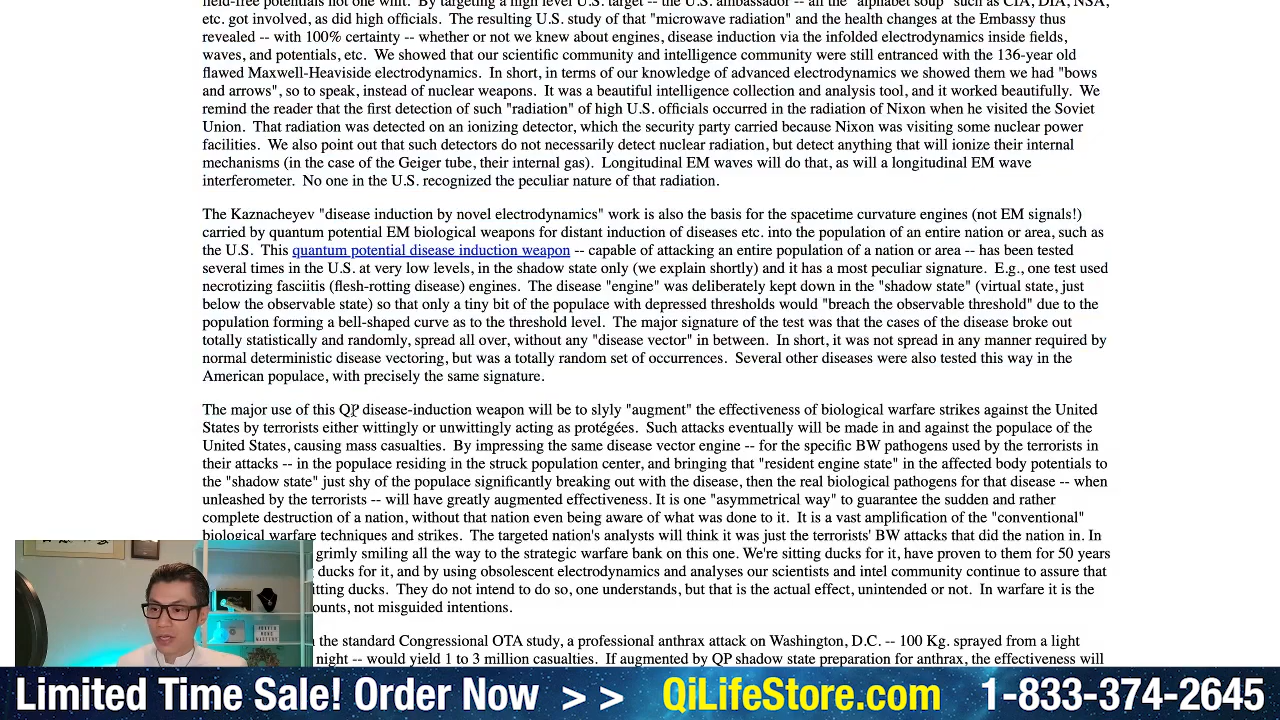 field-free potentials not one whit.  By targeting a high level U.S. target -- the U.S. ambassador -- all the "alphabet soup" such as CIA, DIA, NSA,
etc. got involved, as did high officials.  The resulting U.S. study of that "microwave radiation" and the health changes at the Embassy thus
revealed -- with 100% certainty -- whether or not we knew about engines, disease induction via the infolded electrodynamics inside fields,
waves, and potentials, etc.  We showed that our scientific community and intelligence community were still entranced with the 136-year old
flawed Maxwell-Heaviside electrodynamics.  In short, in terms of our knowledge of advanced electrodynamics we showed them we had "bows
and arrows", so to speak, instead of nuclear weapons.  It was a beautiful intelligence collection and analysis tool, and it worked beautifully.  We
remind the reader that the first detection of such "radiation" of high U.S. officials occurred in the radiation of Nixon when he visited the Soviet
Union.  That radiation was detected on an ionizing detector, which the security party carried because Nixon was visiting some nuclear power
facilities.  We also point out that such detectors do not necessarily detect nuclear radiation, but detect anything that will ionize their internal
mechanisms (in the case of the Geiger tube, their internal gas).  Longitudinal EM waves will do that, as will a longitudinal EM wave
interferometer.  No one in the U.S. recognized the peculiar nature of that radiation.
The Kaznacheyev "disease induction by novel electrodynamics" work is also the basis for the spacetime curvature engines (not EM signals!)
carried by quantum potential EM biological weapons for distant induction of diseases etc. into the population of an entire nation or area, such as
the U.S.  This quantum potential disease induction weapon -- capable of attacking an entire population of a nation or area -- has been tested
several times in the U.S. at very low levels, in the shadow state only (we explain shortly) and it has a most peculiar signature.  E.g., one test used
necrotizing fasciitis (flesh-rotting disease) engines.  The disease "engine" was deliberately kept down in the "shadow state" (virtual state, just
below the observable state) so that only a tiny bit of the populace with depressed thresholds would "breach the observable threshold" due to the
population forming a bell-shaped curve as to the threshold level.  The major signature of the test was that the cases of the disease broke out
totally statistically and randomly, spread all over, without any "disease vector" in between.  In short, it was not spread in any manner required by
normal deterministic disease vectoring, but was a totally random set of occurrences.  Several other diseases were also tested this way in the
American populace, with precisely the same signature.
The major use of this QP disease-induction weapon will be to slyly "augment" the effectiveness of biological warfare strikes against the United
States by terrorists either wittingly or unwittingly acting as protégées.  Such attacks eventually will be made in and against the populace of the
United States, causing mass casualties.  By impressing the same disease vector engine -- for the specific BW pathogens used by the terrorists in
their attacks -- in the populace residing in the struck population center, and bringing that "resident engine state" in the affected body potentials to
the "shadow state" just shy of the populace significantly breaking out with the disease, then the real biological pathogens for that disease -- when
unleashed by the terrorists -- will have greatly augmented effectiveness. It is one "asymmetrical way" to guarantee the sudden and rather
complete destruction of a nation, without that nation even being aware of what was done to it.  It is a vast amplification of the "conventional"
biological warfare techniques and strikes.  The targeted nation's analysts will think it was just the terrorists' BW attacks that did the nation in. In
grimly smiling all the way to the strategic warfare bank on this one. We're sitting ducks for it, have proven to them for 50 years
ducks for it, and by using obsolescent electrodynamics and analyses our scientists and intel community continue to assure that
itting ducks.  They do not intend to do so, one understands, but that is the actual effect, unintended or not.  In warfare it is the
ounts, not misguided intentions.
the standard Congressional OTA study, a professional anthrax attack on Washington, D.C. -- 100 Kg. sprayed from a light
night -- would yield 1 to 3 million casualties.  If augmented by QP shadow state preparation for anthrax, the effectiveness will
Limited Time Sale! Order Now > > QiLifeStore.com 1-833-374-2645